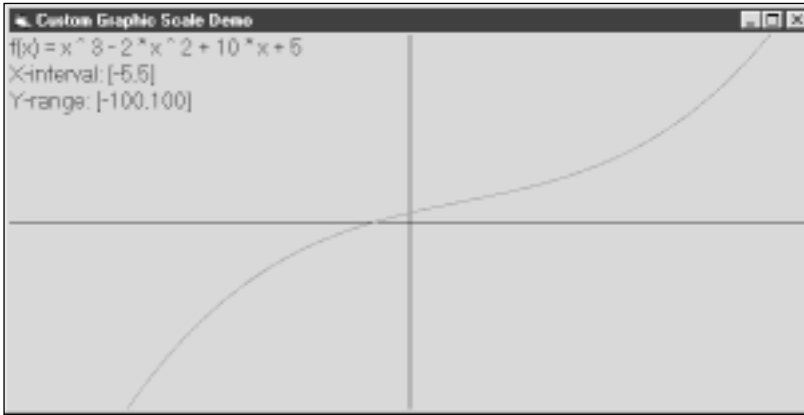 Custom Graphic Scale Demo
f(x) = x ^ 3 - 2 * x ^ 2 + 10 * x + 5
X-interval: [-5,5]
Y-range: [-100,100]